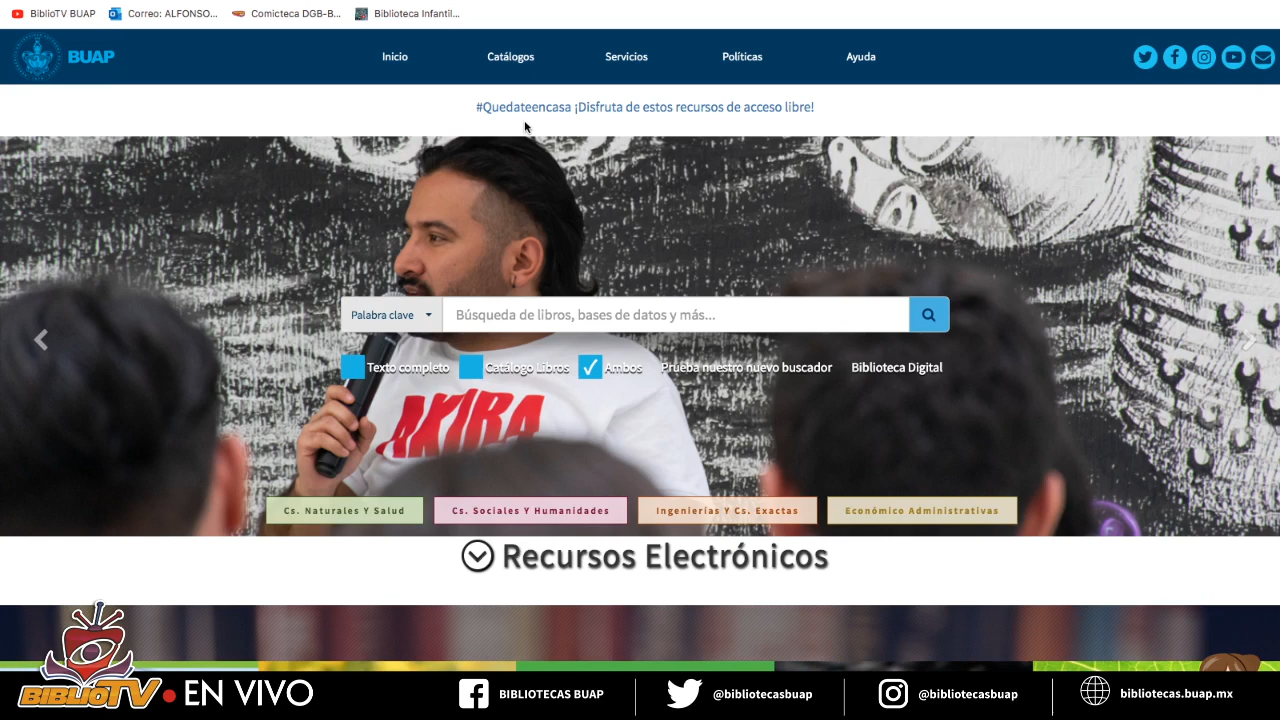 BiblioTV BUAP
Correo: ALFONSO...
Comicteca DGB-B...
Biblioteca Infantil...
BUAP
Inicio
Catálogos
Servicios
Políticas
Ayuda
#Quedateencasa ¡Disfruta de estos recursos de acceso libre!
Palabra clave
Búsqueda de libros, bases de datos y más...
Texto completo
Catálogo Libros
Ambos
Prueba nuestro nuevo buscador
Biblioteca Digital
AKIRA
Cs. Naturales Y Salud
Cs. Sociales Y Humanidades
Ingenierías Y Cs. Exactas
Económico Administrativas
Recursos Electrónicos
BIBLIOTV
EN VIVO
BIBLIOTECAS BUAP
@bibliotecasbuap
@bibliotecasbuap
bibliotecas.buap.mx